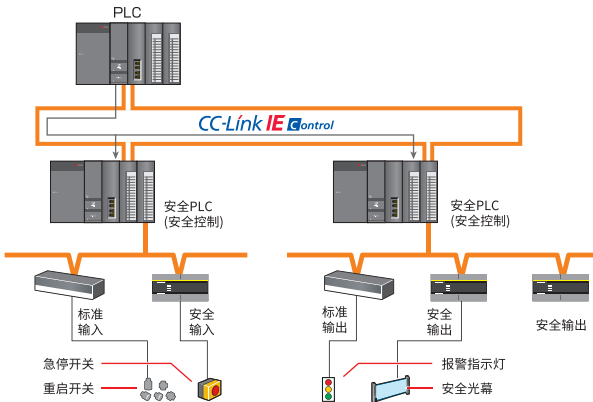 PLC
CC-Link IE Control
安全PLC
(安全控制)
安全PLC
(安全控制)
标准
输入
安全
输入
标准
输出
安全
输出
安全输出
急停开关
重启开关
报警指示灯
安全光幕